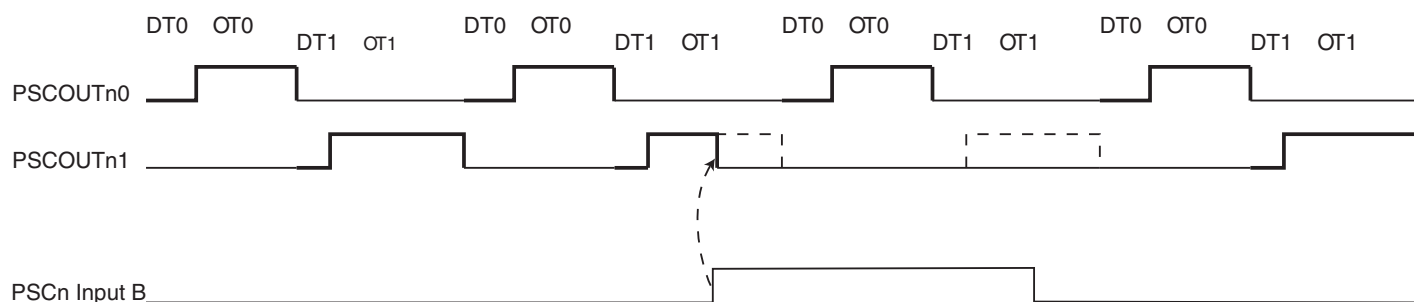 DT0 OT0 DT0 OT0 DT0 OT0 DT0 OT0
DT1 OT1 DT1 OT1 DT1 OT1 DT1 OT1
PSCOUTn0
PSCOUTn1
PSCn Input B